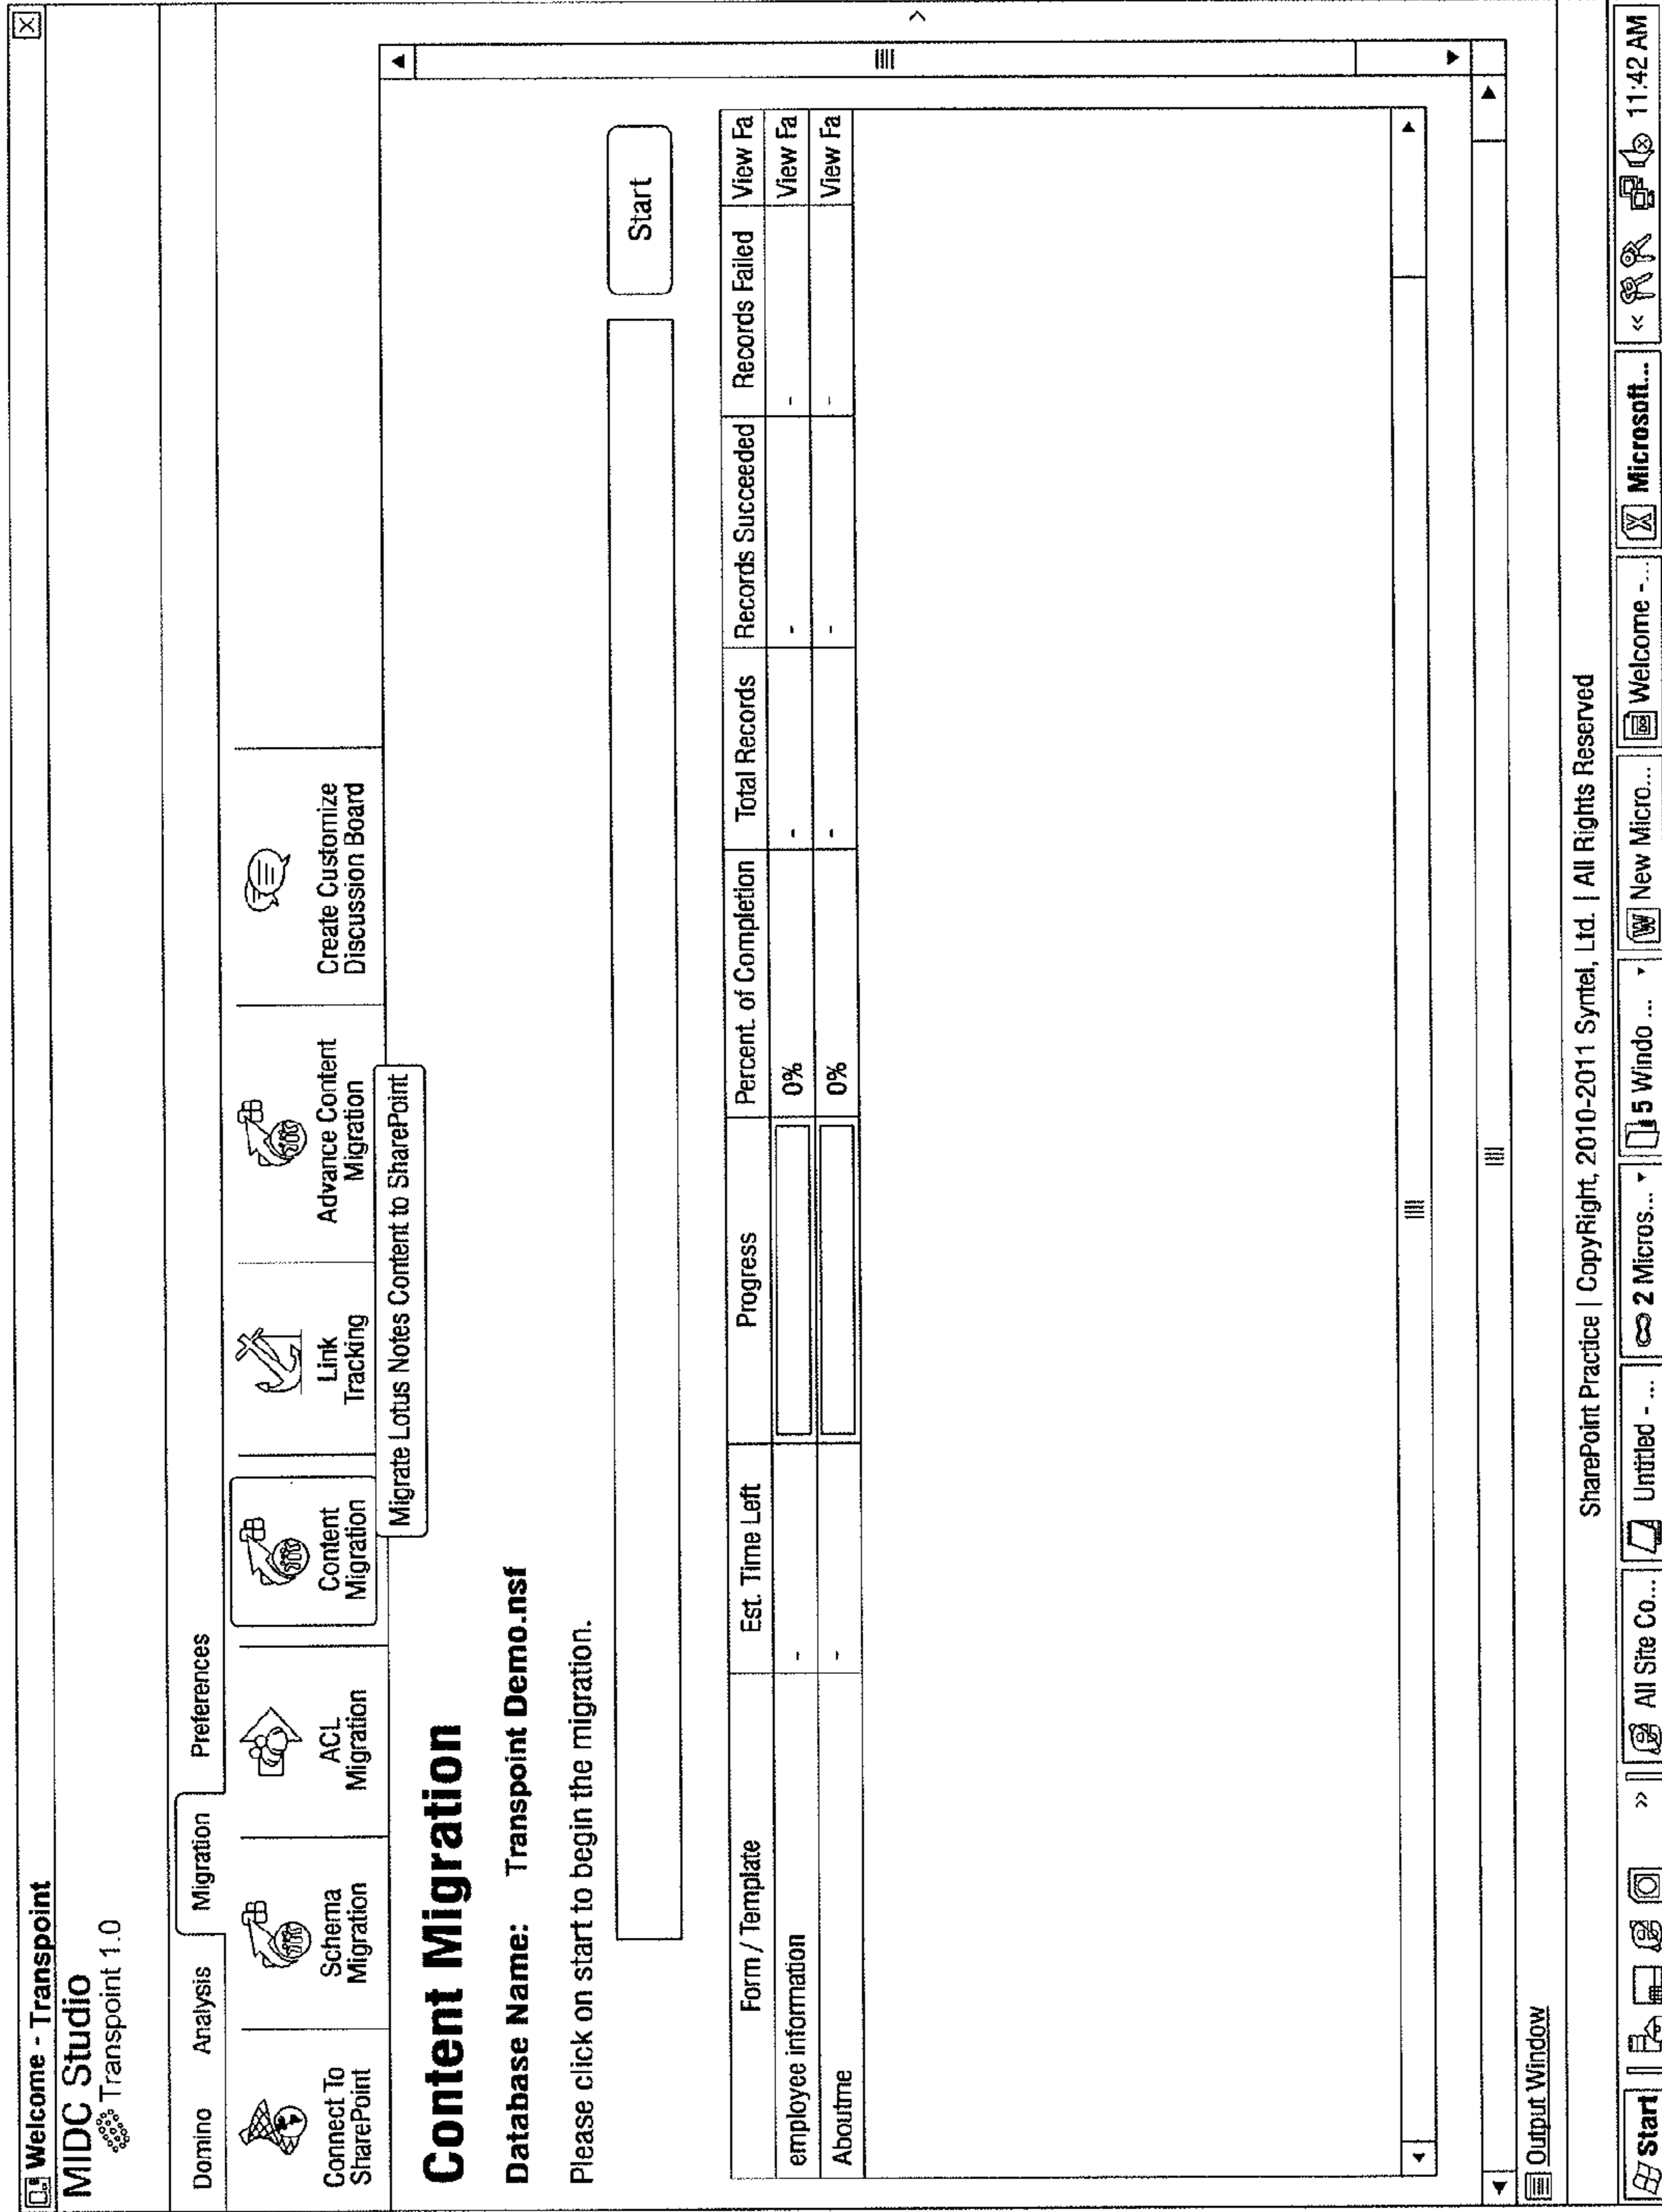 Welcome - Transpoint
MIDC Studio
Transpoint 1.0
Domino Analysis Migration Preferences
Connect To SharePoint
Schema Migration
ACL Migration
Content Migration
Link Tracking
Advance Content Migration
Create Customize Discussion Board
Migrate Lotus Notes Content to SharePoint
Content Migration
Database Name: Transpoint Demo.nsf
Please click on start to begin the migration.
Start
Form / Template Est. Time Left Progress Percent. of Completion Total Records Records Succeeded Records Failed View Fa
employee information - 0% - - - View Fa
Aboutme - 0% - - - View Fa
Output Window
SharePoint Practice | CopyRight, 2010-2011 Syntel, Ltd. | All Rights Reserved
Start >> All Site Co... Untitled - ... 2 Micros... 5 Windo ... New Micro... Welcome -... Microsoft... << 11:42 AM